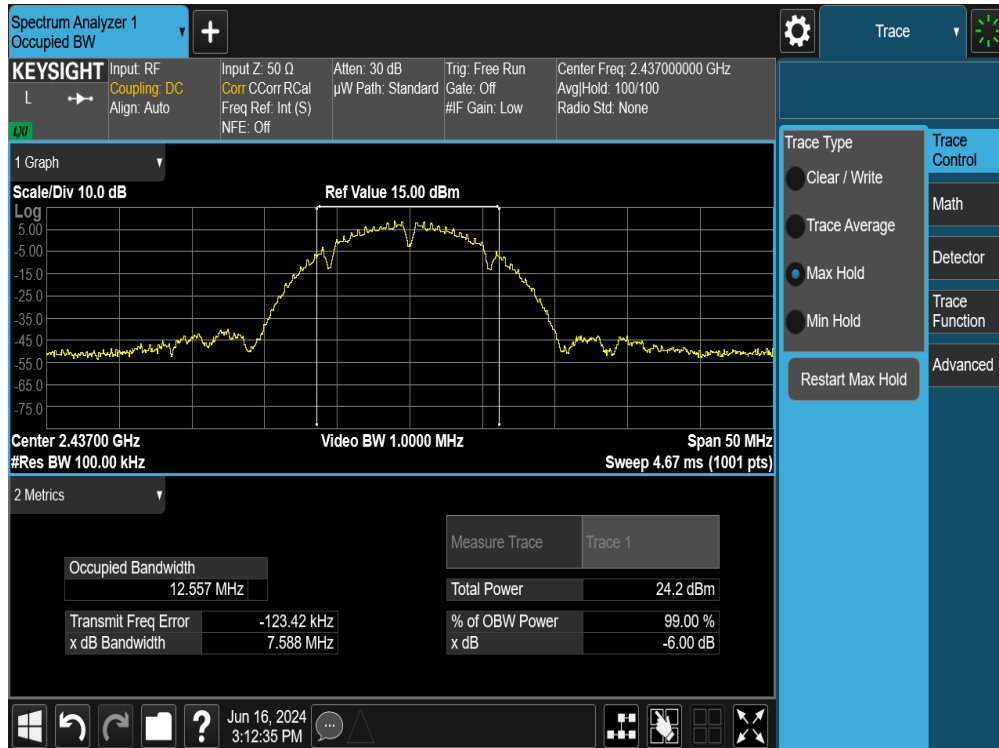 Spectrum Analyzer 1
Occupied BW
+
Trace
KEYSIGHT
L
LXI
Input: RF
Coupling: DC
Align: Auto
Input Z: 50 Ω
Corr CCorr RCal
Freq Ref: Int (S)
NFE: Off
Atten: 30 dB
µW Path: Standard
Trig: Free Run
Gate: Off
#IF Gain: Low
Center Freq: 2.437000000 GHz
Avg|Hold: 100/100
Radio Std: None
1 Graph
Scale/Div 10.0 dB
Ref Value 15.00 dBm
Log
5.00
-5.00
-15.0
-25.0
-35.0
-45.0
-55.0
-65.0
-75.0
Center 2.43700 GHz
Video BW 1.0000 MHz
Span 50 MHz
#Res BW 100.00 kHz
Sweep 4.67 ms (1001 pts)
2 Metrics
Measure Trace
Trace 1
Occupied Bandwidth
12.557 MHz
Total Power
24.2 dBm
Transmit Freq Error
-123.42 kHz
% of OBW Power
99.00 %
x dB Bandwidth
7.588 MHz
x dB
-6.00 dB
Trace Type
Clear / Write
Trace Average
Max Hold
Min Hold
Restart Max Hold
Trace
Control
Math
Detector
Trace
Function
Advanced
?
Jun 16, 2024
3:12:35 PM